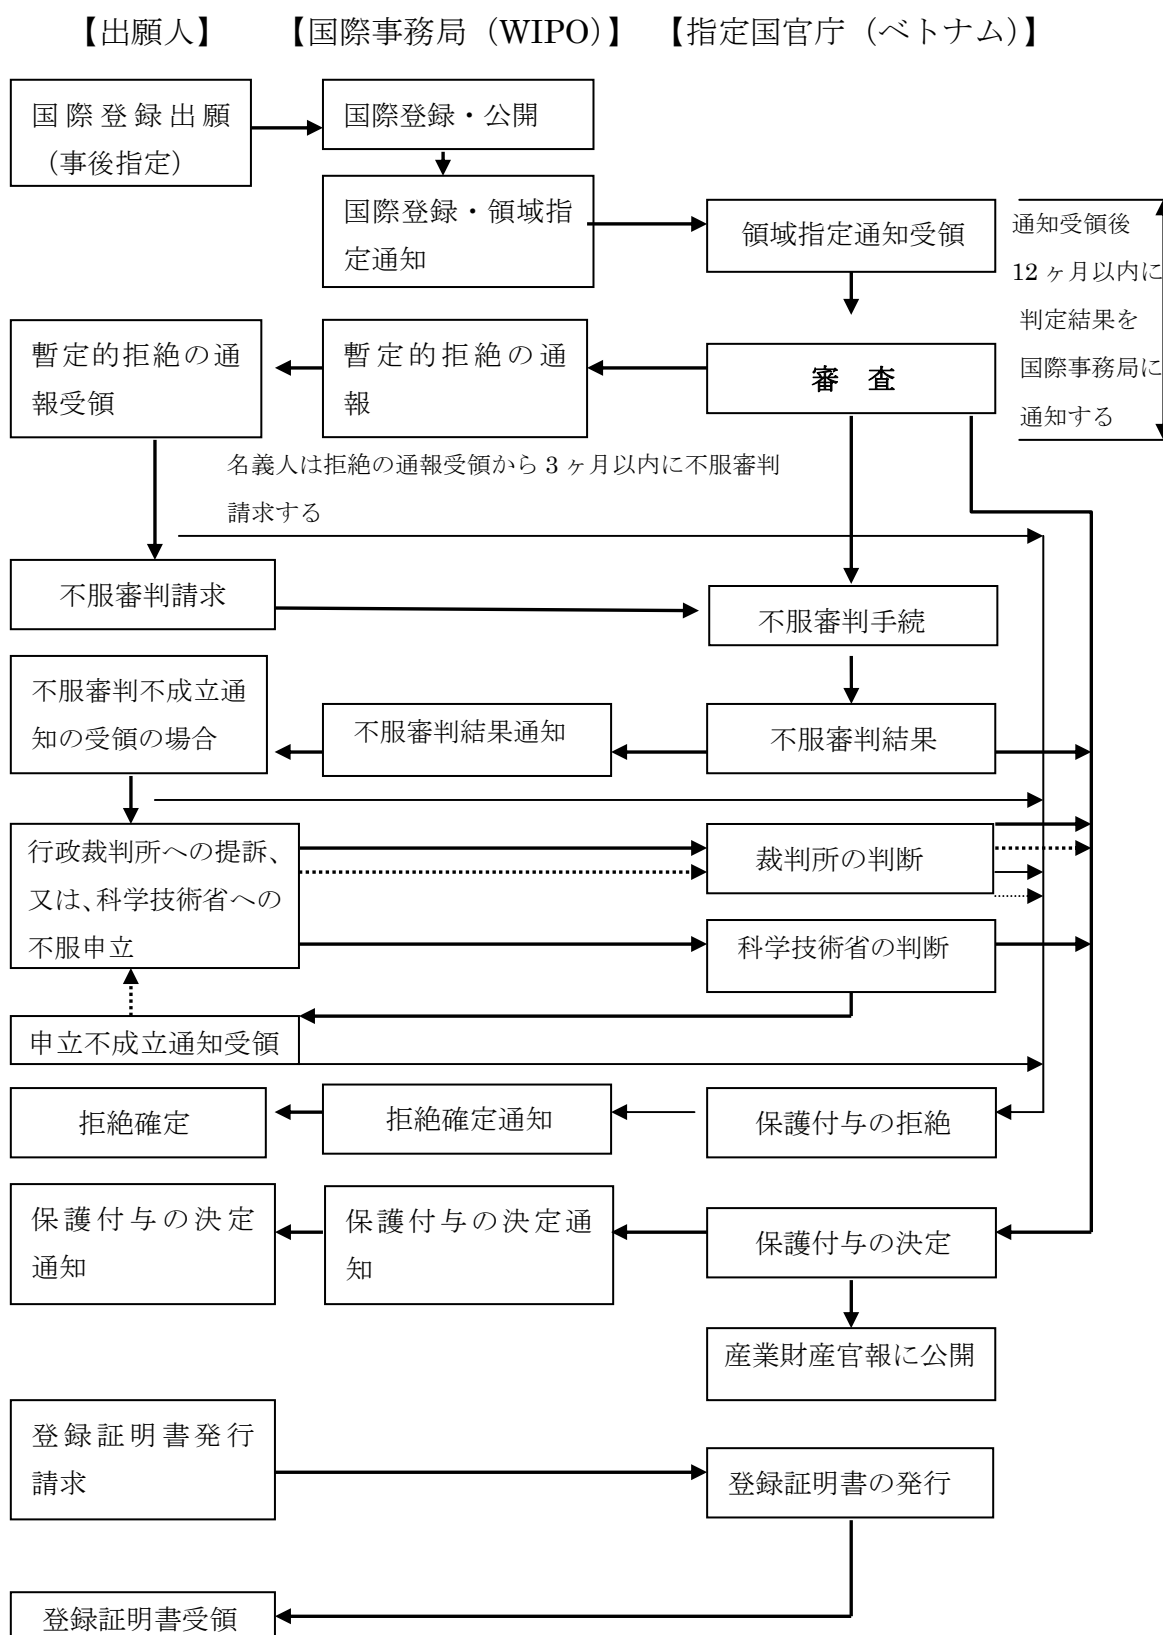 【出願人】 【国際事務局（WIPO）】 【指定国官庁（ベトナム）】
国際登録出願
（事後指定）
国際登録・公開
国際登録・領域指
定通知
領域指定通知受領
通知受領後
12 ヶ月以内に
判定結果を
国際事務局に
通知する
暫定的拒絶の通
報受領
暫定的拒絶の通
報
審 査
名義人は拒絶の通報受領から 3 ヶ月以内に不服審判
請求する
不服審判請求
不服審判手続
不服審判不成立通
知の受領の場合
不服審判結果通知
不服審判結果
行政裁判所への提訴、
又は、科学技術省への
不服申立
裁判所の判断
科学技術省の判断
申立不成立通知受領
拒絶確定
拒絶確定通知
保護付与の拒絶
保護付与の決定
通知
保護付与の決定通
知
保護付与の決定
産業財産官報に公開
登録証明書発行
請求
登録証明書の発行
登録証明書受領